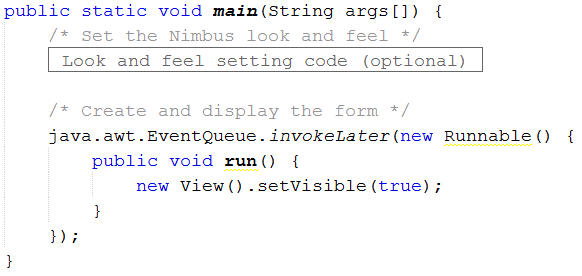 public static void main(String args[]) {
/* Set the Nimbus look and feel */
Look and feel setting code (optional)
/* Create and display the form */
java.awt.EventQueue.invokeLater(new Runnable() {
public void run() {
new View().setVisible(true);
}
});
}